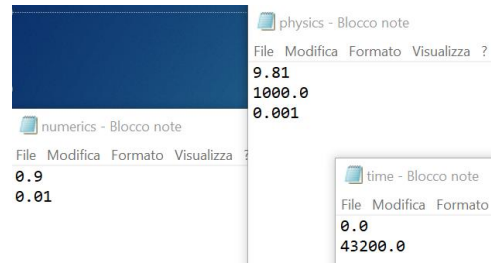 physics - Blocco note
File Modifica Formato Visualizza ?
9.81
1000.0
0.001
numerics - Blocco note
File Modifica Formato Visualizza ?
0.9
0.01
time - Blocco note
File Modifica Formato
0.0
43200.0